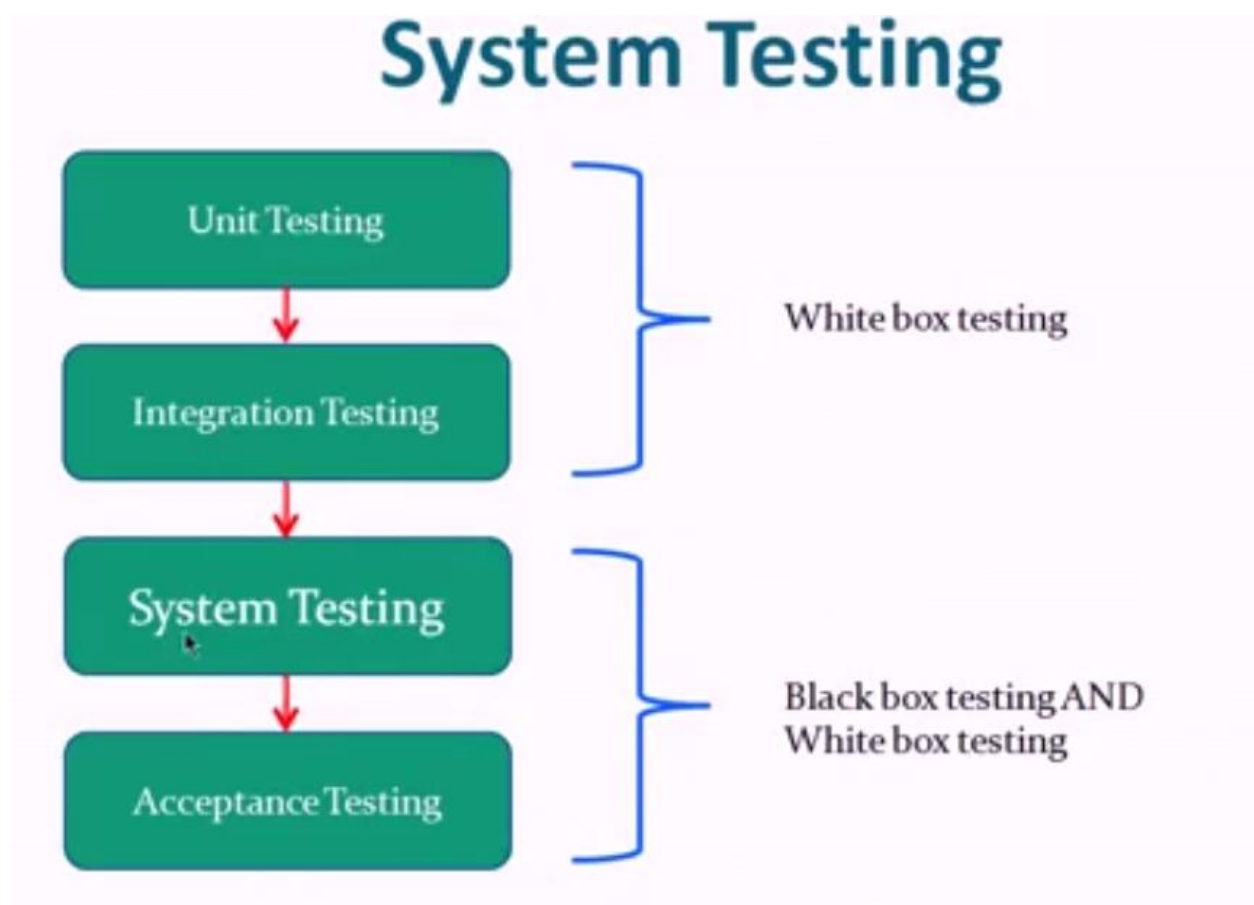 System Testing
Unit Testing
White box testing
Integration Testing
System Testing
Black box testing AND
White box testing
Acceptance Testing